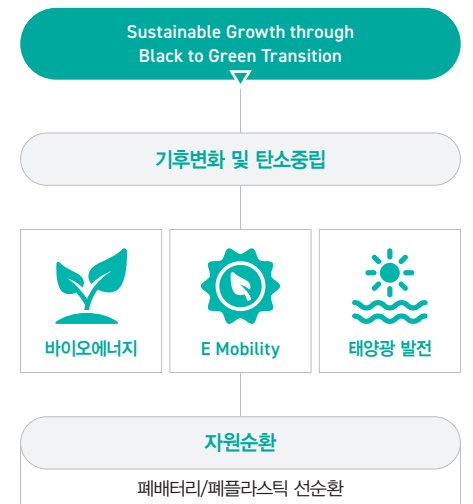 Sustainable Growth through
Black to Green Transition
기후변화 및 탄소중립
바이오에너지
E Mobility
태양광 발전
자원순환
폐배터리/폐플라스틱 선순환